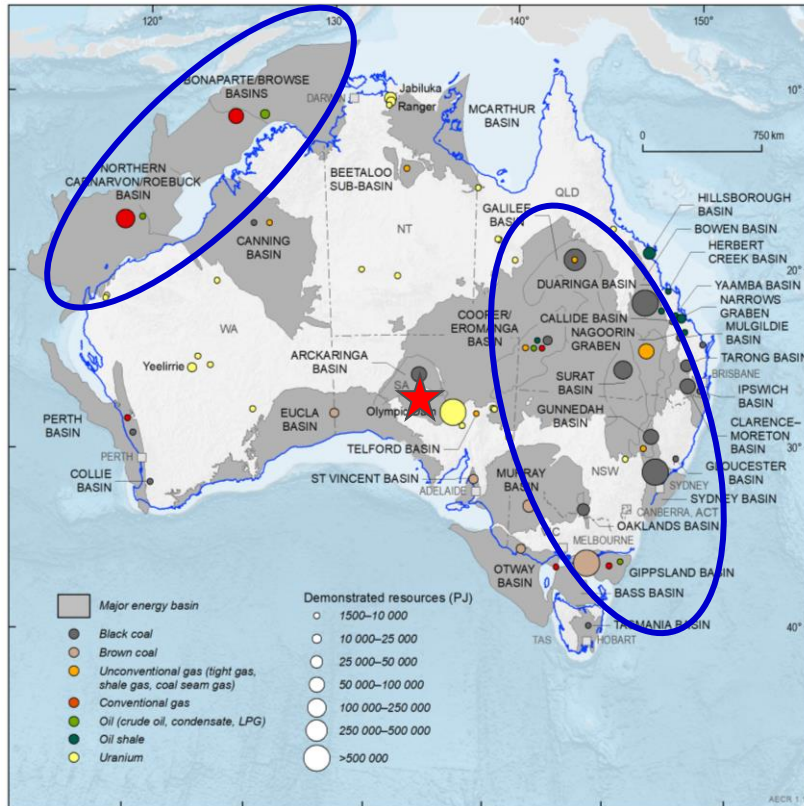 120°
130°
140°
150°
10°
20°
30°
40°
BONAPARTE/BROWSE
BASINS
DARWIN
Jabiluka
Ranger
MCARTHUR
BASIN
0
750 km
NORTHERN
CARNARVON/ROEBUCK
BASIN
BEETALOO
SUB-BASIN
QLD
GALILEE
BASIN
HILLSBOROUGH
BASIN
BOWEN BASIN
HERBERT
CREEK BASIN
NT
CANNING
BASIN
DUARINGA BASIN
YAAMBA BASIN
NARROWS
GRABEN
COOPER/
EROMANGA
BASIN
CALLIDE BASIN
NAGOORIN
GRABEN
MULGILDIE
BASIN
WA
ARCKARINGA
BASIN
TARONG BASIN
BRISBANE
Yeelirrie
SA
SURAT
BASIN
IPSWICH
BASIN
EUCLA
BASIN
Olympic
GUNNEDAH
BASIN
CLARENCE–
MORETON
BASIN
PERTH
BASIN
TELFORD BASIN
PERTH
ST VINCENT BASIN
MURRAY
BASIN
NSW
GLOUCESTER
BASIN
COLLIE
BASIN
ADELAIDE
SYDNEY
SYDNEY BASIN
CANBERRA, ACT
OAKLANDS BASIN
MELBOURNE
OTWAY
BASIN
GIPPSLAND BASIN
BASS BASIN
TASMANIA BASIN
TAS
HOBART
Major energy basin
Black coal
Brown coal
Unconventional gas (tight gas,
shale gas, coal seam gas)
Conventional gas
Oil (crude oil, condensate, LPG)
Oil shale
Uranium
Demonstrated resources (PJ)
1500–10 000
10 000–25 000
25 000–50 000
50 000–100 000
100 000–250 000
250 000–500 000
>500 000